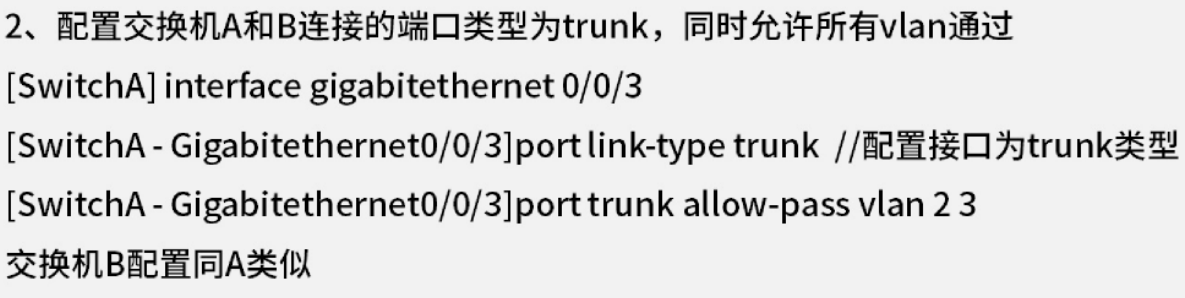 2、配置交换机A和B连接的端口类型为trunk，同时允许所有vlan通过
[SwitchA] interface gigabitethernet 0/0/3
[SwitchA - Gigabitethernet0/0/3]port link-type trunk  //配置接口为trunk类型
[SwitchA - Gigabitethernet0/0/3]port trunk allow-pass vlan 2 3
交换机B配置同A类似